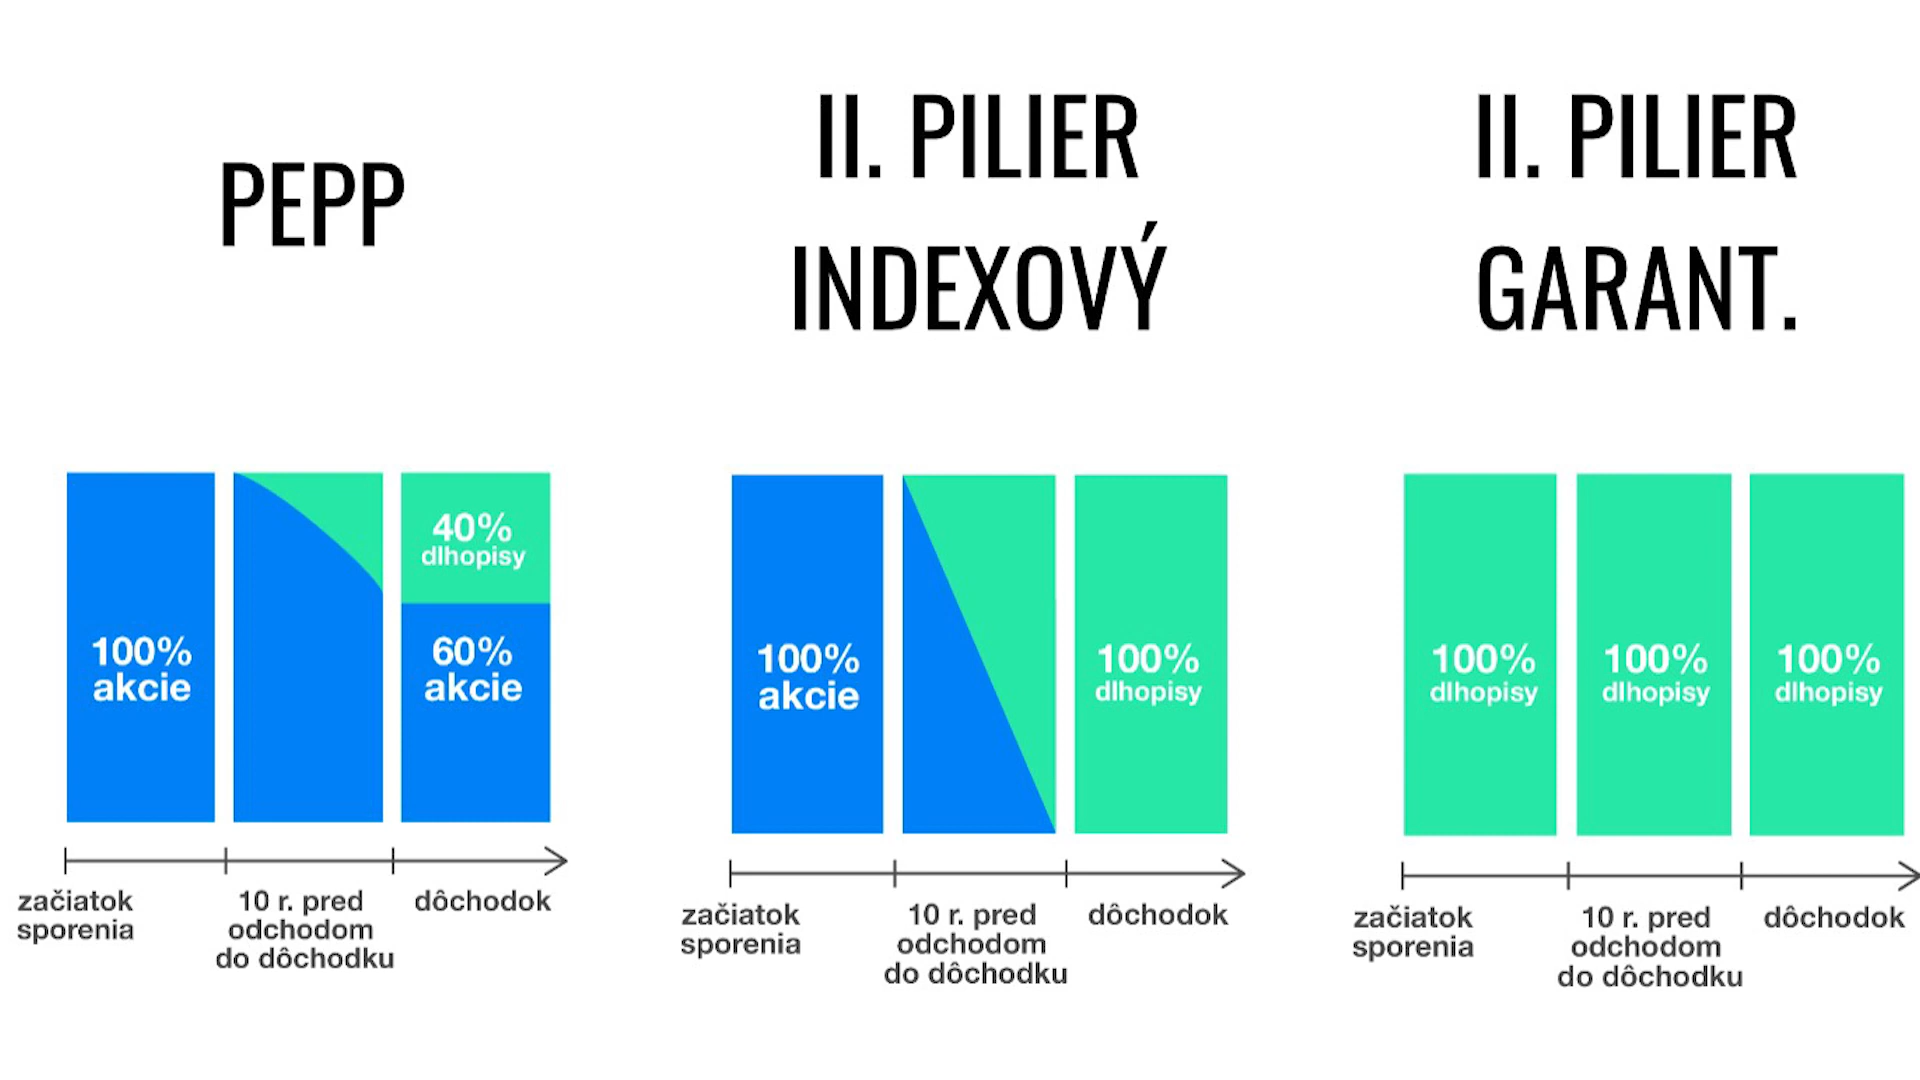 PEPP
40%
dlhopisy
100%
akcie
60%
akcie
začiatok
sporenia
10 r. pred
odchodom
do dôchodku
dôchodok
II. PILIER
INDEXOVÝ
100%
akcie
100%
dlhopisy
začiatok
sporenia
10 r. pred
odchodom
do dôchodku
dôchodok
II. PILIER
GARANT.
100%
dlhopisy
100%
dlhopisy
100%
dlhopisy
začiatok
sporenia
10 r. pred
odchodom
do dôchodku
dôchodok